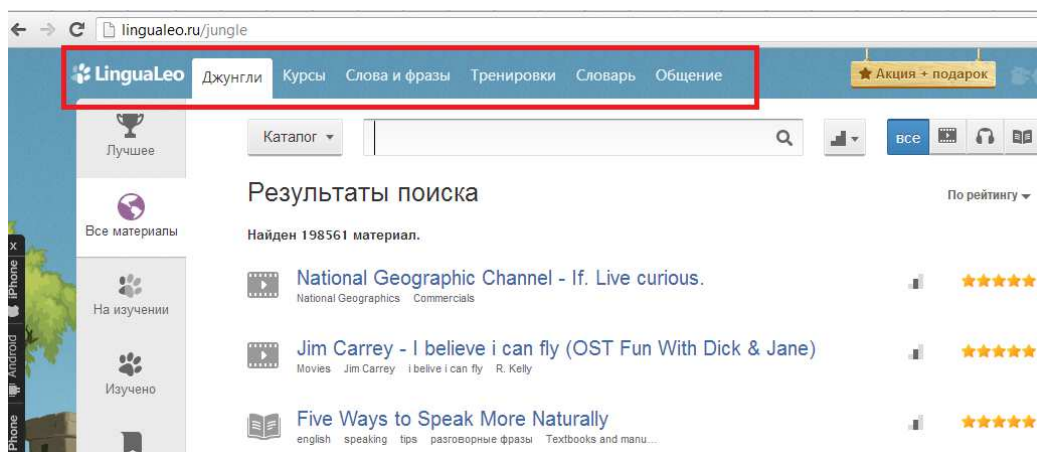 lingualeo.ru/jungle
LinguaLeo Джунгли Курсы Слова и фразы Тренировки Словарь Общение Акция + подарок
Лучшее
Каталог
все
Результаты поиска
По рейтингу
Все материалы
Найден 198561 материал.
National Geographic Channel - If. Live curious.
National Geographics Commercials
На изучении
Jim Carrey - I believe i can fly (OST Fun With Dick & Jane)
Movies Jim Carrey i belive i can fly R. Kelly
Изучено
Five Ways to Speak More Naturally
english speaking tips разговорные фразы Textbooks and manu...
x
iPhone
Android
Phone